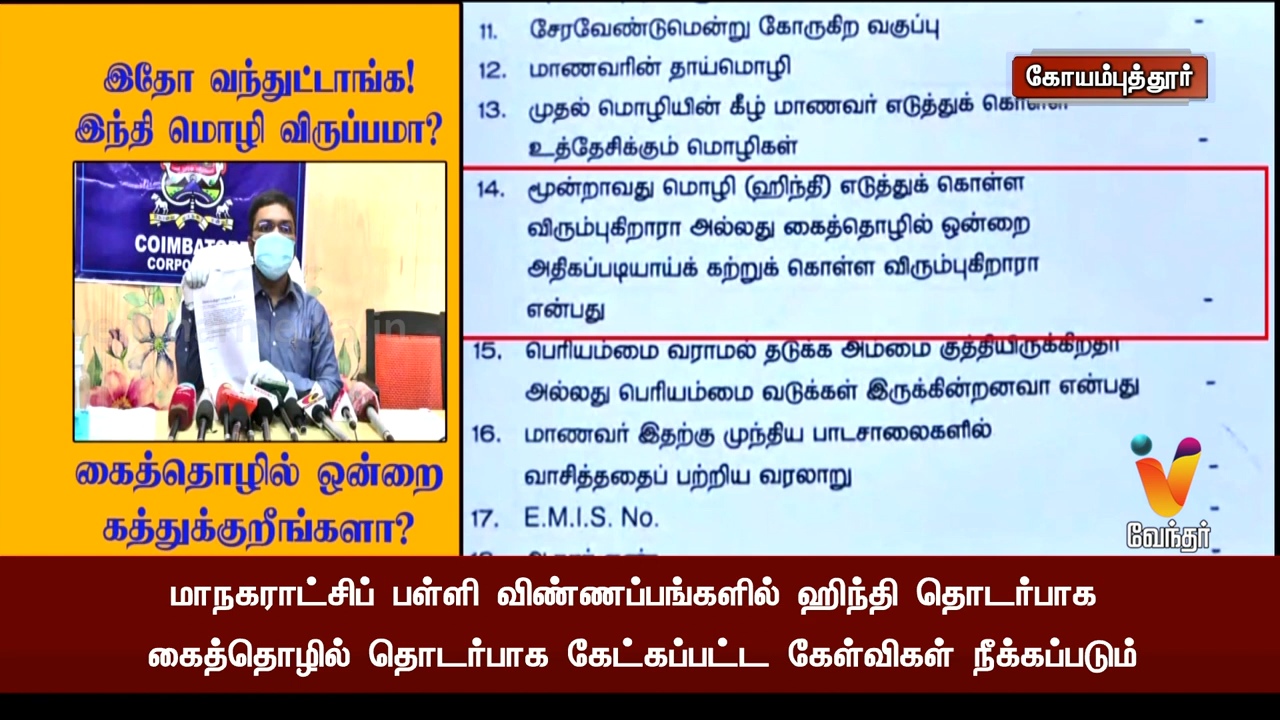 இதோ வந்துட்டாங்க!
இந்தி மொழி விருப்பமா?
COIMBATORE
கைத்தொழில் ஒன்றை
கத்துக்குறீங்களா?
11. சேரவேண்டுமென்று கோருகிற வகுப்பு -
12. மாணவரின் தாய்மொழி
13. முதல் மொழியின் கீழ் மாணவர் எடுத்துக் கொள்ள
உத்தேசிக்கும் மொழிகள் -
14. மூன்றாவது மொழி (ஹிந்தி) எடுத்துக் கொள்ள
விரும்புகிறாரா அல்லது கைத்தொழில் ஒன்றை
அதிகப்படியாய்க் கற்றுக் கொள்ள விரும்புகிறாரா
என்பது -
15. பெரியம்மை வராமல் தடுக்க அம்மை குத்தியிருக்கிறதா
அல்லது பெரியம்மை வடுக்கள் இருக்கின்றனவா என்பது -
16. மாணவர் இதற்கு முந்திய பாடசாலைகளில்
வாசித்ததைப் பற்றிய வரலாறு -
17. E.M.I.S. No. -
கோயம்புத்தூர்
வேந்தர்
மாநகராட்சிப் பள்ளி விண்ணப்பங்களில் ஹிந்தி தொடர்பாக
கைத்தொழில் தொடர்பாக கேட்கப்பட்ட கேள்விகள் நீக்கப்படும்